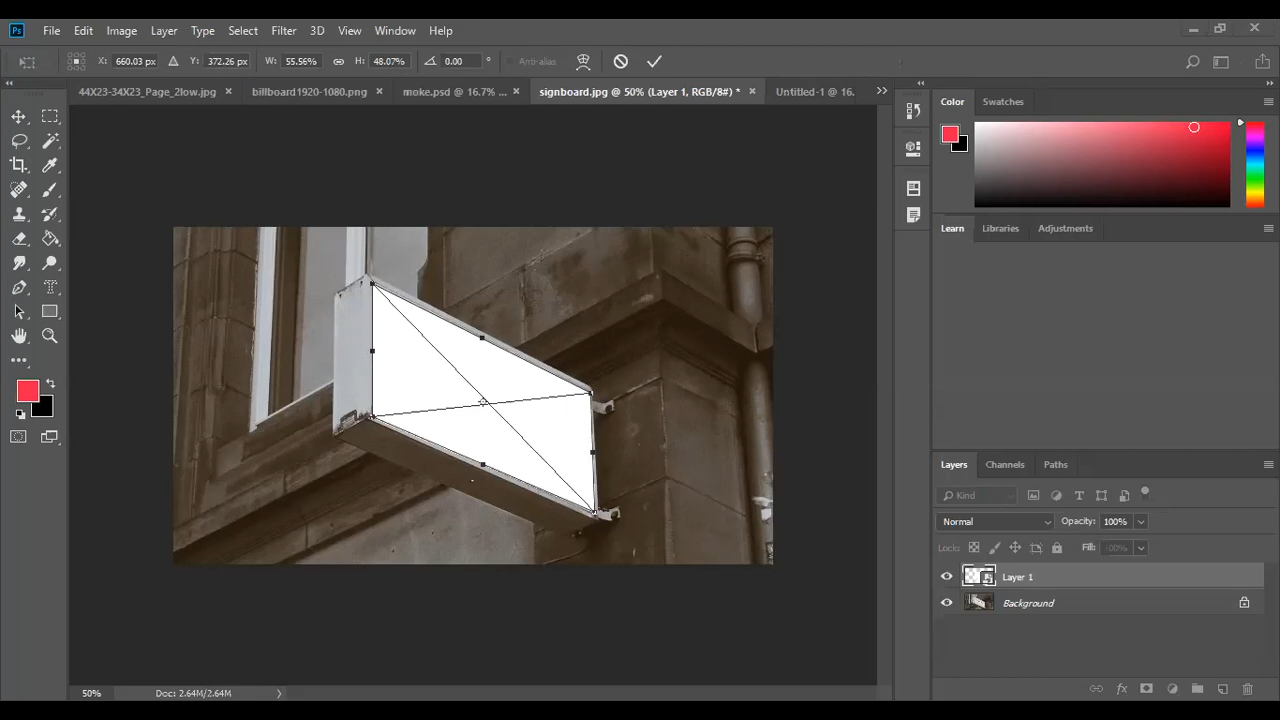 Ps File Edit Image Layer Type Select Filter 3D View Window Help
X: 660.03 px Y: 372.26 px W: 55.56% H: 48.07% 0.00 ° Anti-alias
44X23-34X23_Page_2low.jpg billboard1920-1080.png moke.psd @ 16.7% ... signboard.jpg @ 50% (Layer 1, RGB/8#) * Untitled-1 @ 16.
Color Swatches
Learn Libraries Adjustments
Layers Channels Paths
Kind
Normal Opacity: 100%
Lock: Fill: 100%
Layer 1
Background
50% Doc: 2.64M/2.64M